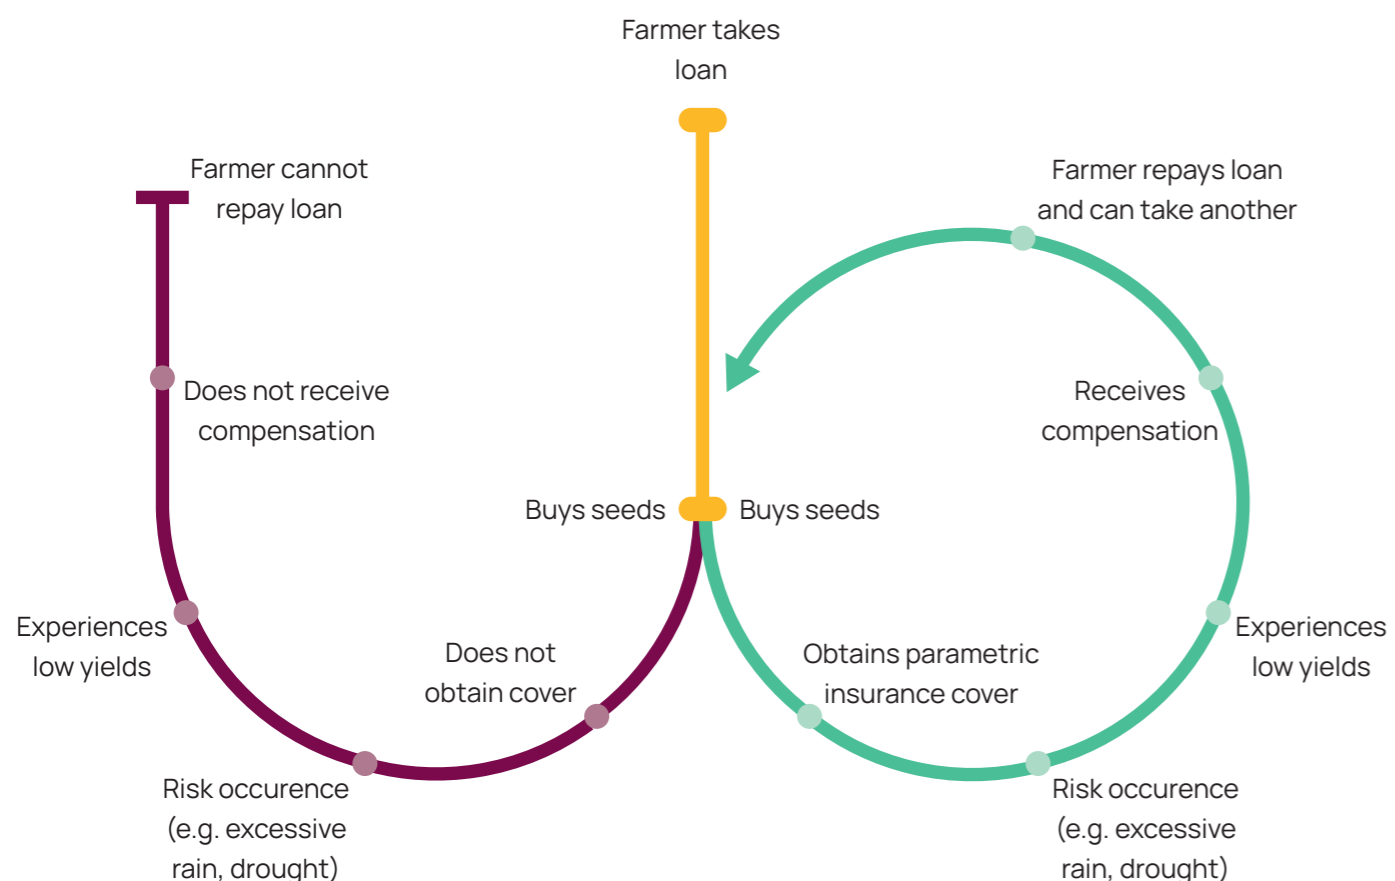 Farmer takes
loan
Farmer cannot
repay loan
Farmer repays loan
and can take another
Does not receive
compensation
Receives
compensation
Buys seeds
Buys seeds
Experiences
low yields
Does not
obtain cover
Obtains parametric
insurance cover
Experiences
low yields
Risk occurence
(e.g. excessive
rain, drought)
Risk occurence
(e.g. excessive
rain, drought)